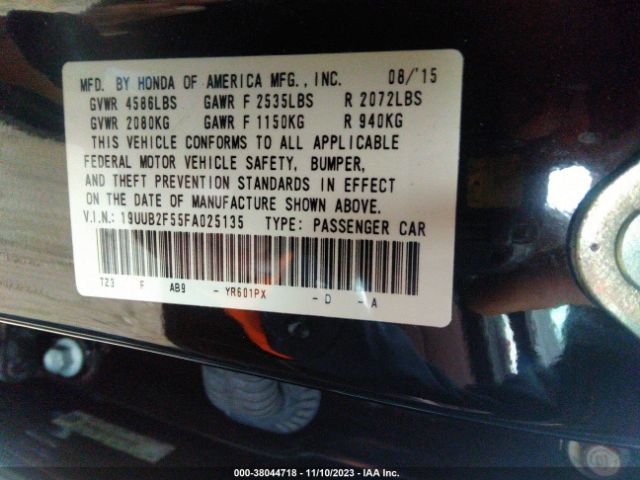 MFD. BY HONDA OF AMERICA MFG., INC. 08/'15
GVWR 4586LBS GAWR F 2535LBS R 2072LBS
GVWR 2080KG GAWR F 1150KG R 940KG
THIS VEHICLE CONFORMS TO ALL APPLICABLE
FEDERAL MOTOR VEHICLE SAFETY, BUMPER,
AND THEFT PREVENTION STANDARDS IN EFFECT
ON THE DATE OF MANUFACTURE SHOWN ABOVE.
V.I.N.: 19UUB2F55FA025135 TYPE: PASSENGER CAR
TZ3 F AB9 - YR601PX - D - A
000-38044718 - 11/10/2023 - IAA Inc.